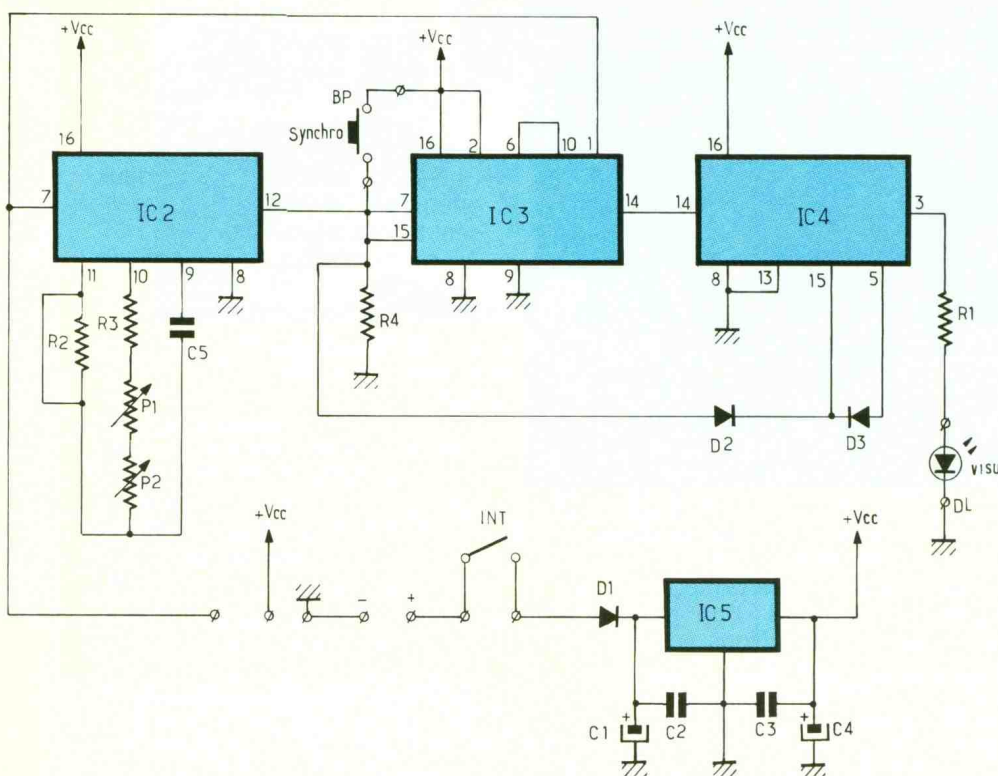 +Vcc
+Vcc
+Vcc
BP
Synchro
16
16
2
6
10
1
16
7
IC2
12
7
15
IC3
14
14
IC4
3
11
10
9
8
8
9
8
13
15
5
R2
R3
C5
R4
R1
P1
P2
D2
D3
VISU
DL
+Vcc
INT
+Vcc
-
+
D1
IC5
+
C1
C2
C3
+
C4